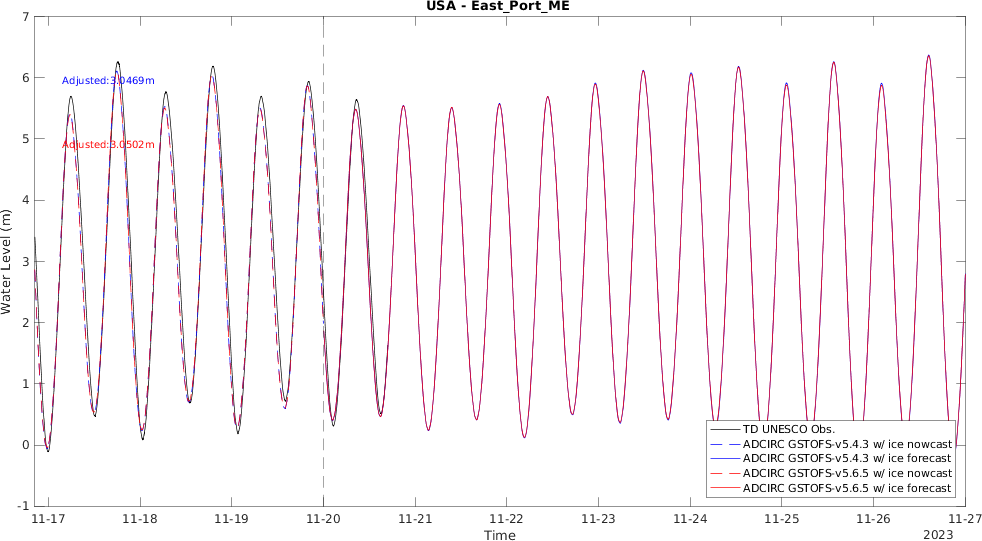 USA - East_Port_ME
7
6
5
4
3
2
1
0
-1
Water Level (m)
Adjusted:3.0469m
Adjusted:3.0502m
TD UNESCO Obs.
ADCIRC GSTOFS-v5.4.3 w/ ice nowcast
ADCIRC GSTOFS-v5.4.3 w/ ice forecast
ADCIRC GSTOFS-v5.6.5 w/ ice nowcast
ADCIRC GSTOFS-v5.6.5 w/ ice forecast
11-17 11-18 11-19 11-20 11-21 11-22 11-23 11-24 11-25 11-26 11-27
Time
2023